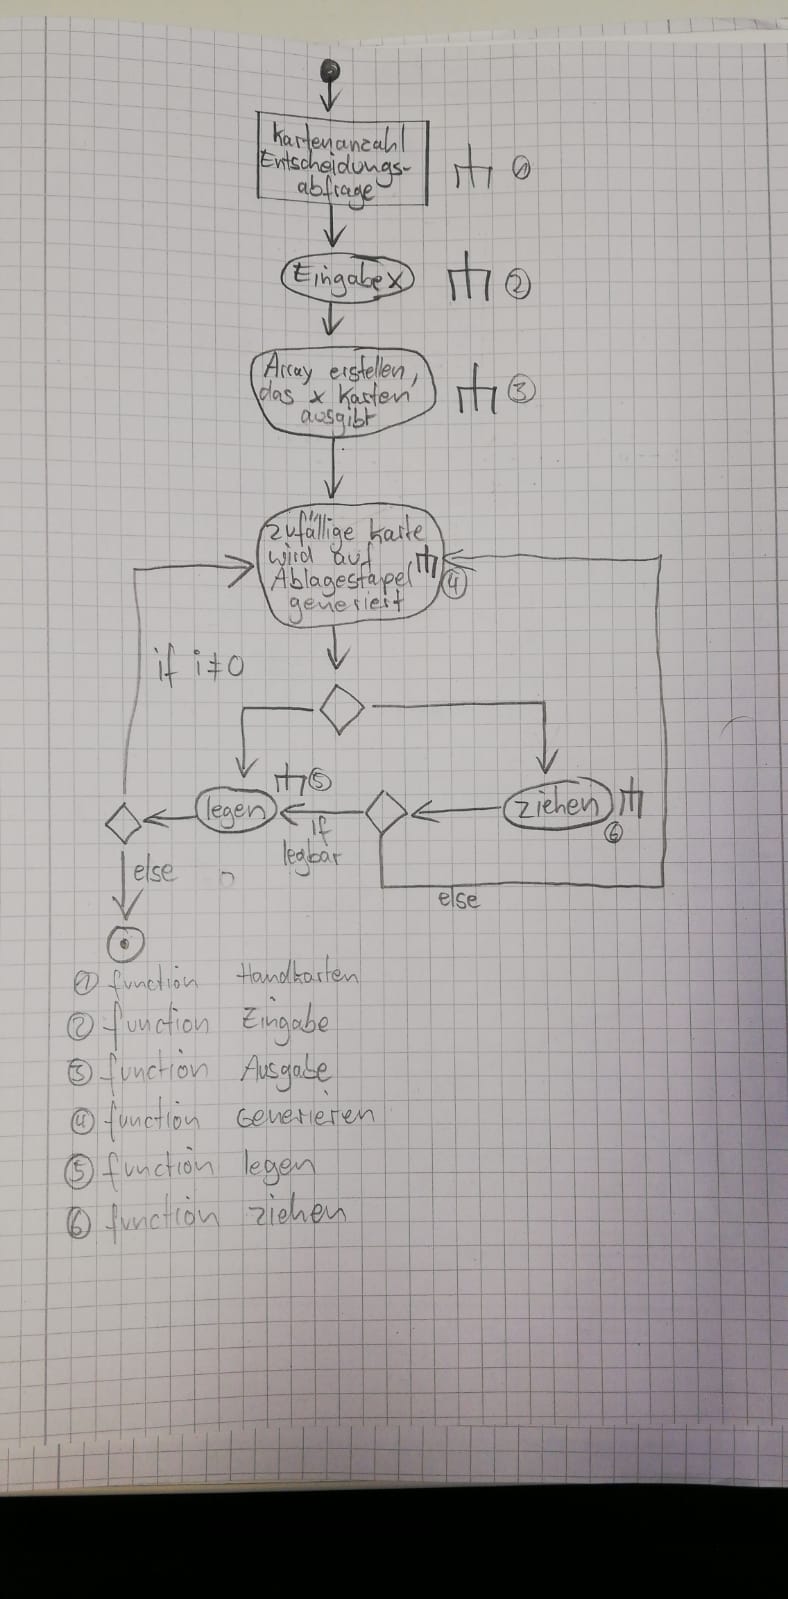 Kartenanzahl
Entscheidungs-
abfrage
①
Eingabe x
②
Array erstellen,
das x Karten
ausgibt
③
zufällige Karte
wird auf
Ablagestapel
generiert
④
if i≠0
legen
⑤
if
legbar
ziehen
⑥
else
else
① function Handkarten
② function Eingabe
③ function Ausgabe
④ function Generieren
⑤ function legen
⑥ function ziehen